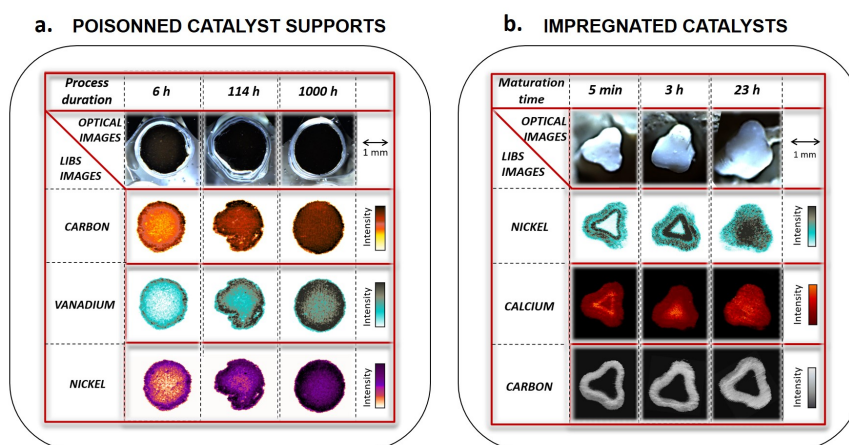 a. POISONNED CATALYST SUPPORTS
Process duration
6 h
114 h
1000 h
OPTICAL IMAGES
LIBS IMAGES
1 mm
CARBON
Intensity
VANADIUM
Intensity
NICKEL
Intensity
b. IMPREGNATED CATALYSTS
Maturation time
5 min
3 h
23 h
OPTICAL IMAGES
LIBS IMAGES
1 mm
NICKEL
Intensity
CALCIUM
Intensity
CARBON
Intensity